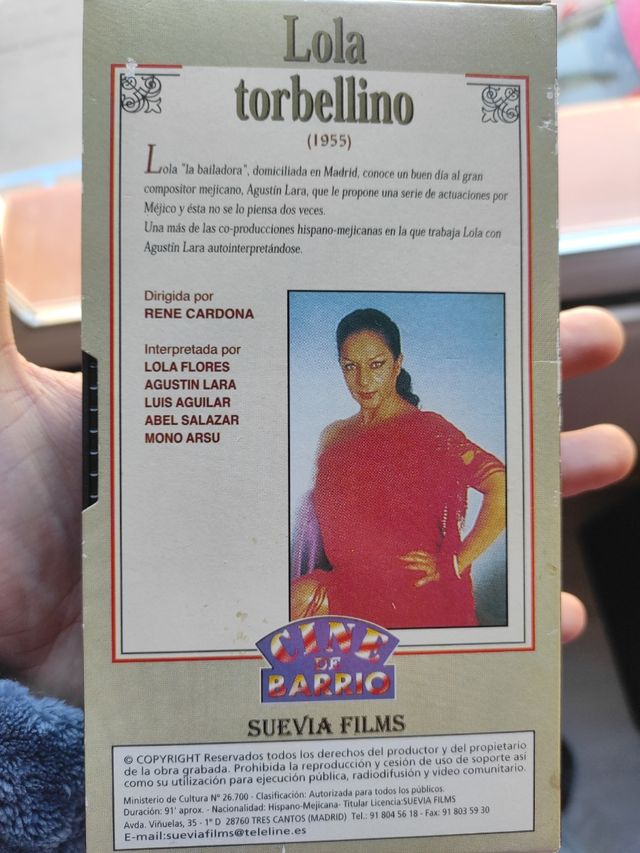 Lola
torbellino
(1955)
Lola "la bailadora", domiciliada en Madrid, conoce un buen día al gran
compositor mejicano, Agustín Lara, que le propone una serie de actuaciones por
Méjico y ésta no se lo piensa dos veces.
Una más de las co-producciones hispano-mejicanas en la que trabaja Lola con
Agustín Lara autointerpretándose.
Dirigida por
RENE CARDONA
Interpretada por
LOLA FLORES
AGUSTIN LARA
LUIS AGUILAR
ABEL SALAZAR
MONO ARSU
CINE
DE
BARRIO
SUEVIA FILMS
© COPYRIGHT Reservados todos los derechos del productor y del propietario
de la obra grabada. Prohibida la reproducción y cesión de uso de soporte así
como su utilización para ejecución pública, radiodifusión y video comunitario.
Ministerio de Cultura Nº 26.700 - Clasificación: Autorizada para todos los públicos.
Duración: 91' aprox. - Nacionalidad: Hispano-Mejicana- Titular Licencia:SUEVIA FILMS
Avda. Viñuelas, 35 - 1º D 28760 TRES CANTOS (MADRID) Tel.: 91 804 56 18 - Fax: 91 803 59 30
E-mail:sueviafilms@teleline.es